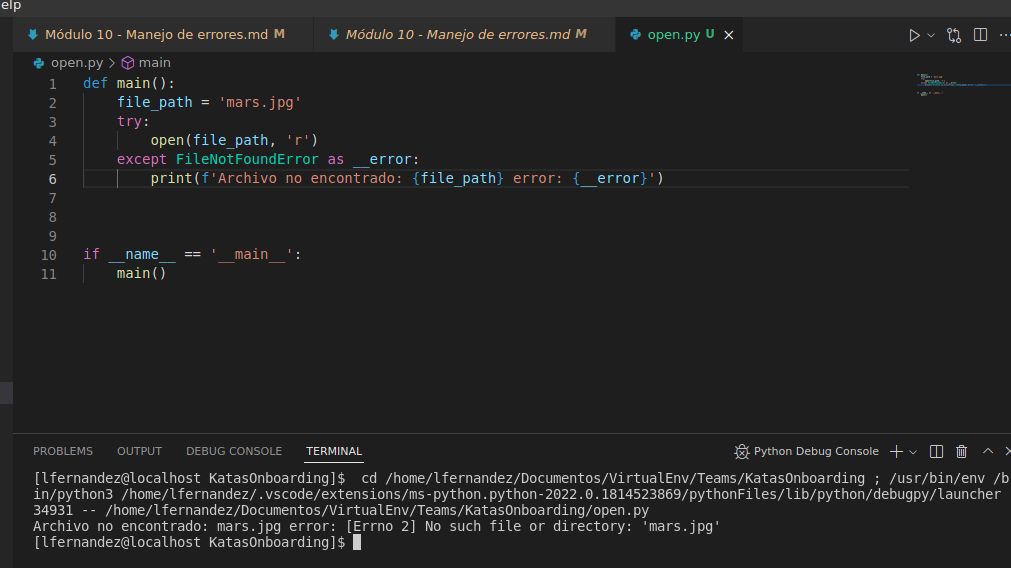 elp
Módulo 10 - Manejo de errores.md M
Módulo 10 - Manejo de errores.md M
open.py U
open.py > main
1 def main():
2     file_path = 'mars.jpg'
3     try:
4         open(file_path, 'r')
5     except FileNotFoundError as __error:
6         print(f'Archivo no encontrado: {file_path} error: {__error}')
7
8
9
10 if __name__ == '__main__':
11     main()
PROBLEMS OUTPUT DEBUG CONSOLE TERMINAL Python Debug Console
[lfernandez@localhost KatasOnboarding]$  cd /home/lfernandez/Documentos/VirtualEnv/Teams/KatasOnboarding ; /usr/bin/env /b
in/python3 /home/lfernandez/.vscode/extensions/ms-python.python-2022.0.1814523869/pythonFiles/lib/python/debugpy/launcher
34931 -- /home/lfernandez/Documentos/VirtualEnv/Teams/KatasOnboarding/open.py
Archivo no encontrado: mars.jpg error: [Errno 2] No such file or directory: 'mars.jpg'
[lfernandez@localhost KatasOnboarding]$